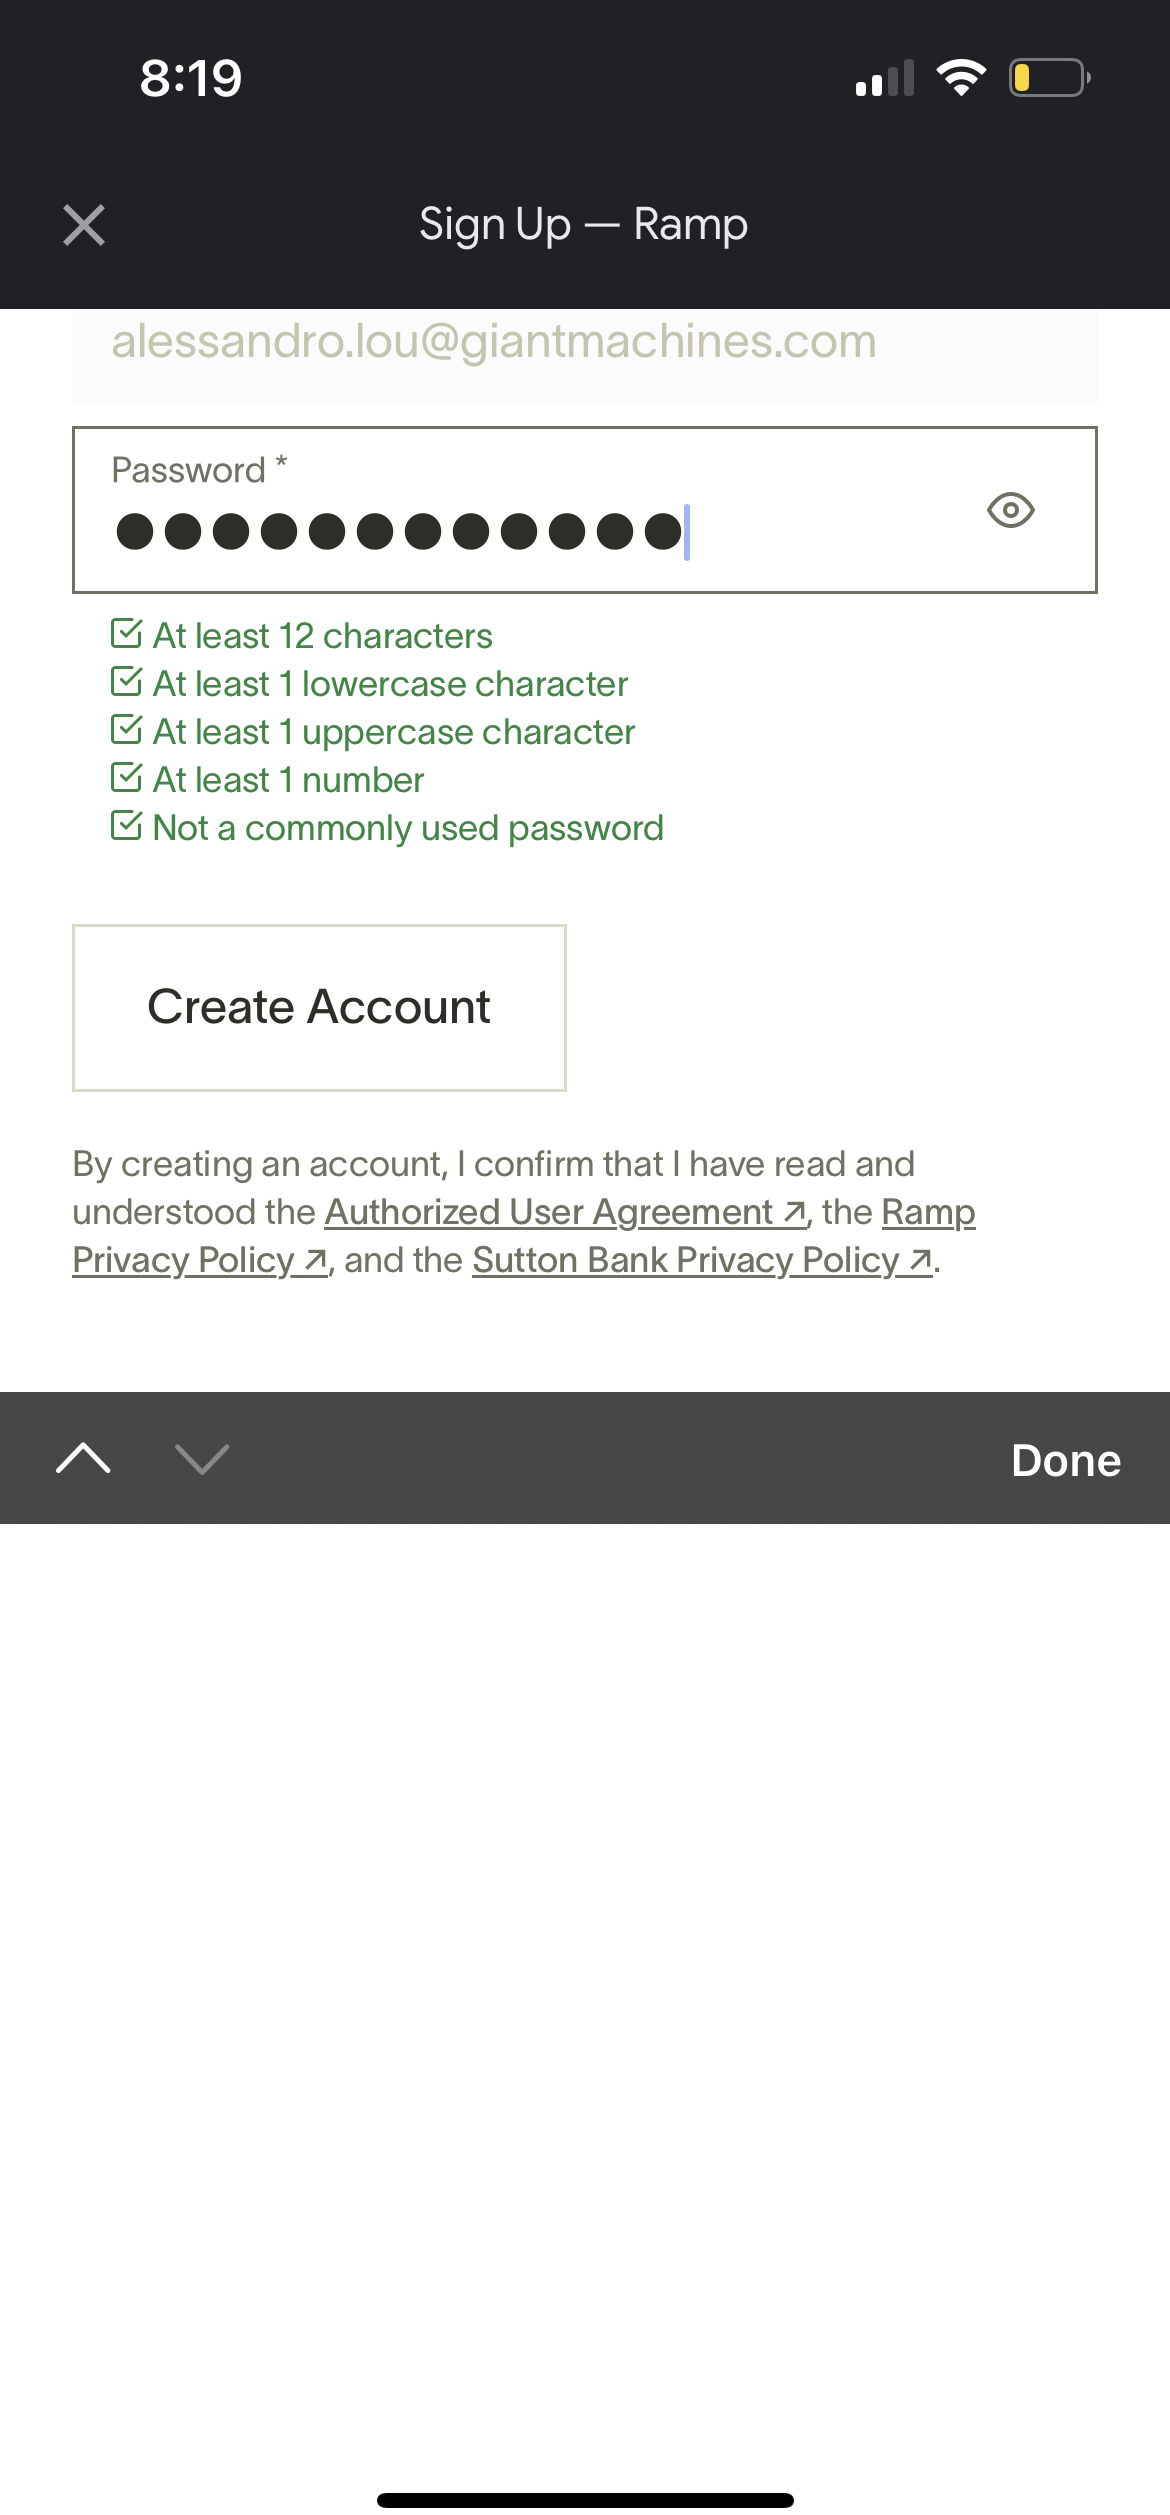 8:19
Sign Up — Ramp
alessandro.lou@giantmachines.com
Password *
At least 12 characters
At least 1 lowercase character
At least 1 uppercase character
At least 1 number
Not a commonly used password
Create Account
By creating an account, I confirm that I have read and
understood the Authorized User Agreement ↗, the Ramp
Privacy Policy ↗, and the Sutton Bank Privacy Policy ↗.
Done